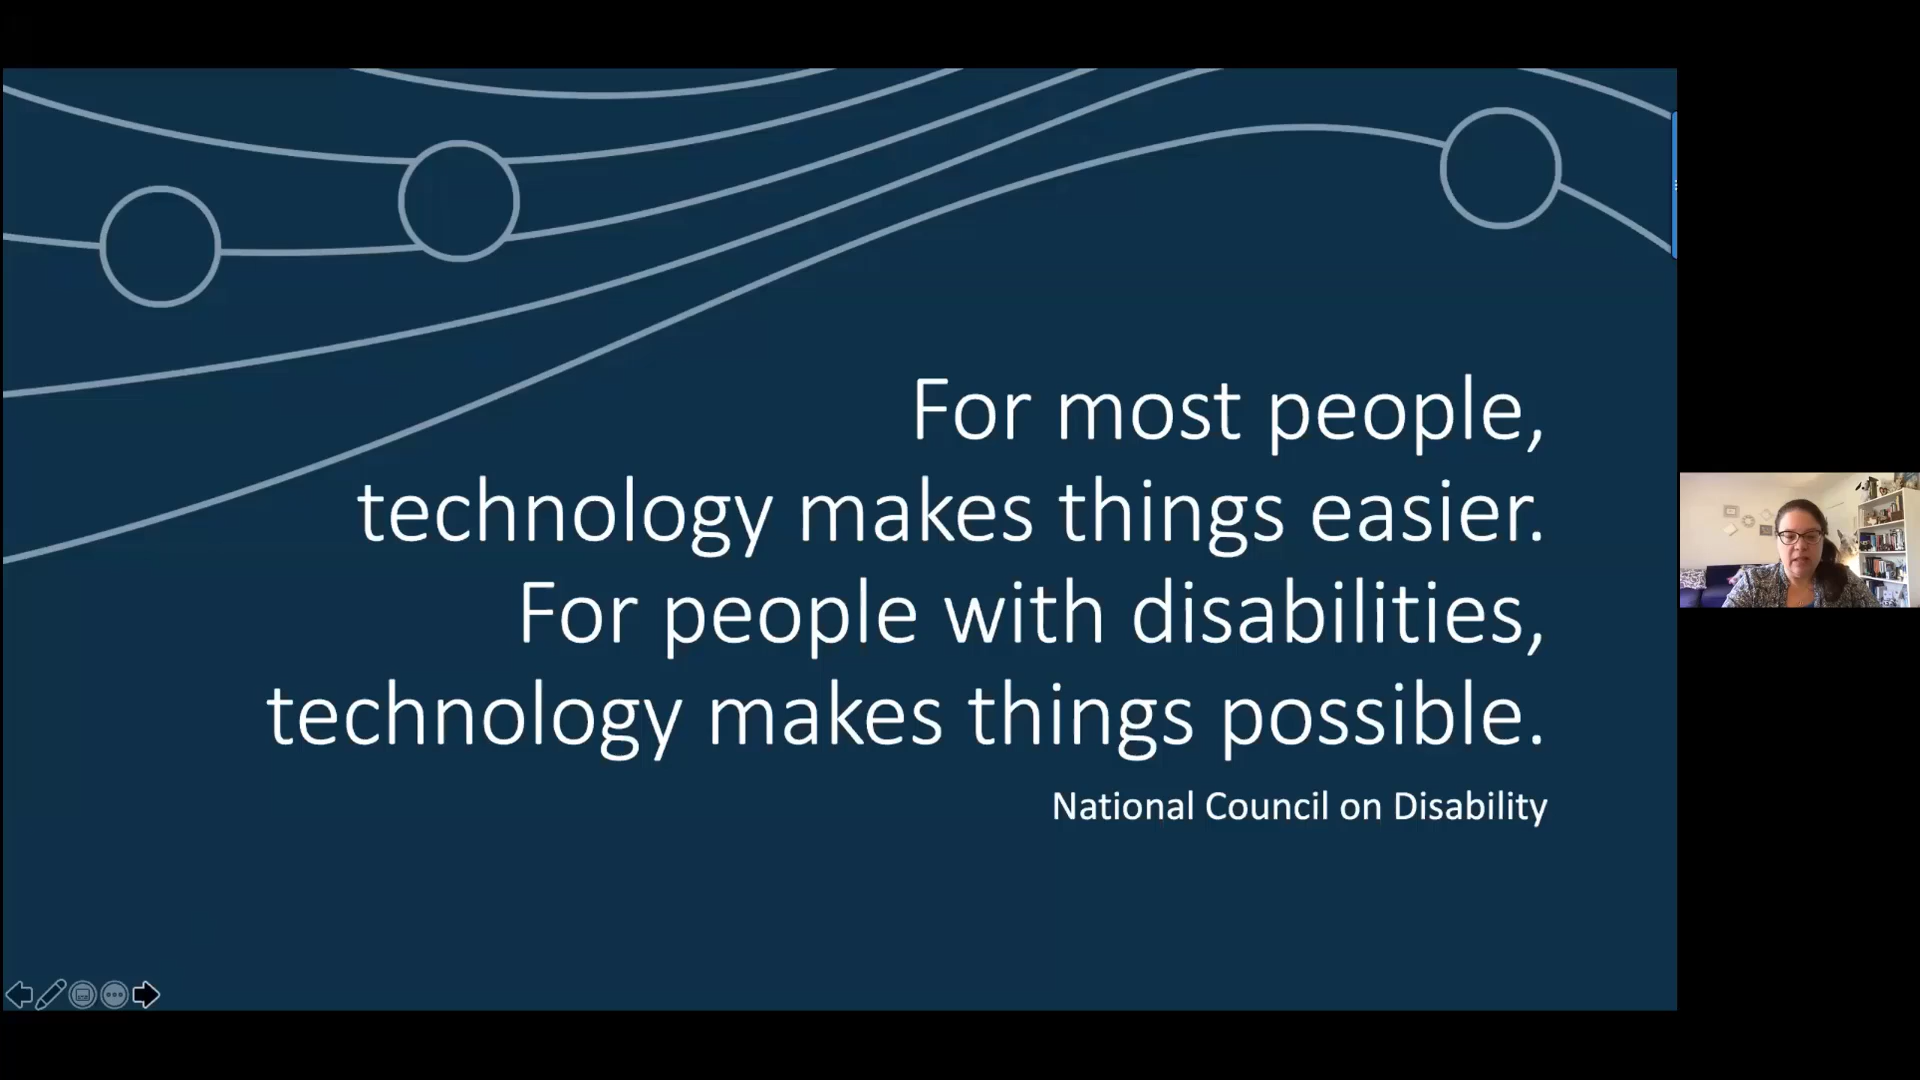 For most people,
technology makes things easier.
For people with disabilities,
technology makes things possible.
National Council on Disability